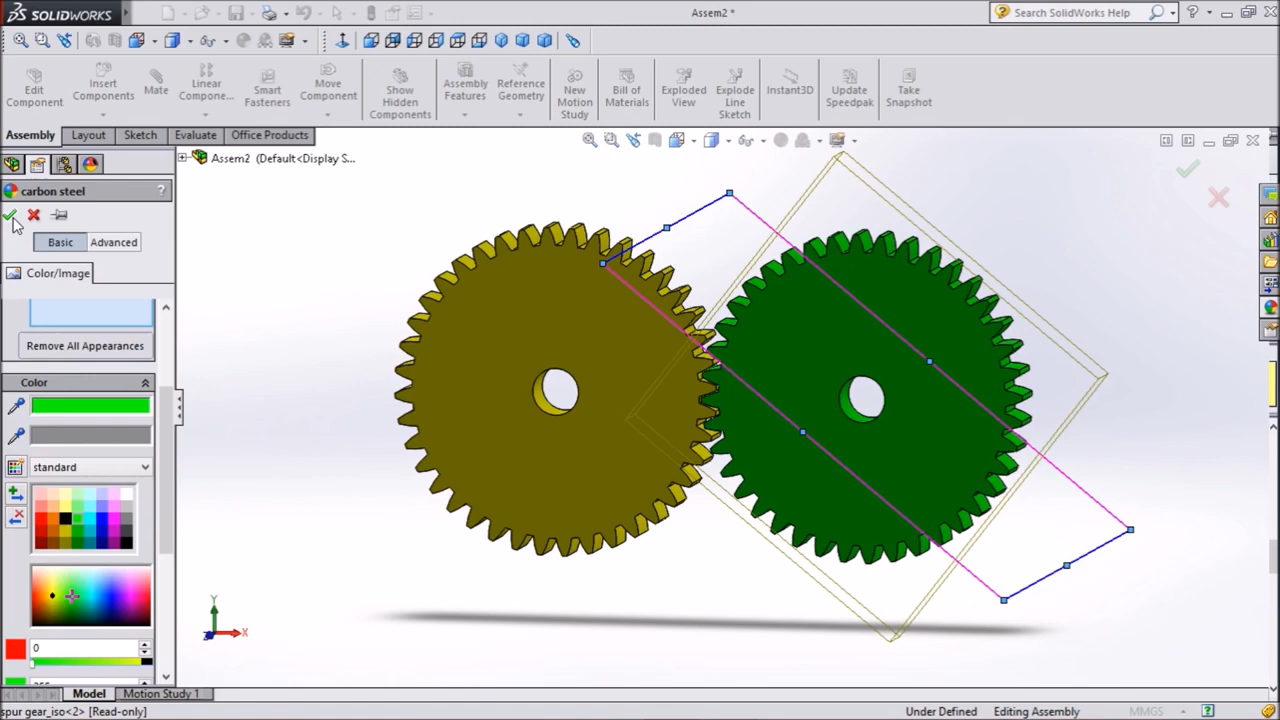 SOLIDWORKS
Assem2 *
Search SolidWorks Help
Edit Component
Insert Components
Mate
Linear Compone...
Smart Fasteners
Move Component
Show Hidden Components
Assembly Features
Reference Geometry
New Motion Study
Bill of Materials
Exploded View
Explode Line Sketch
Instant3D
Update Speedpak
Take Snapshot
Assembly
Layout
Sketch
Evaluate
Office Products
Assem2 (Default<Display S...
carbon steel
?
Basic
Advanced
Color/Image
Remove All Appearances
Color
standard
0
Y
X
Model
Motion Study 1
spur gear_iso<2> [Read-only]
Under Defined
Editing Assembly
MMGS